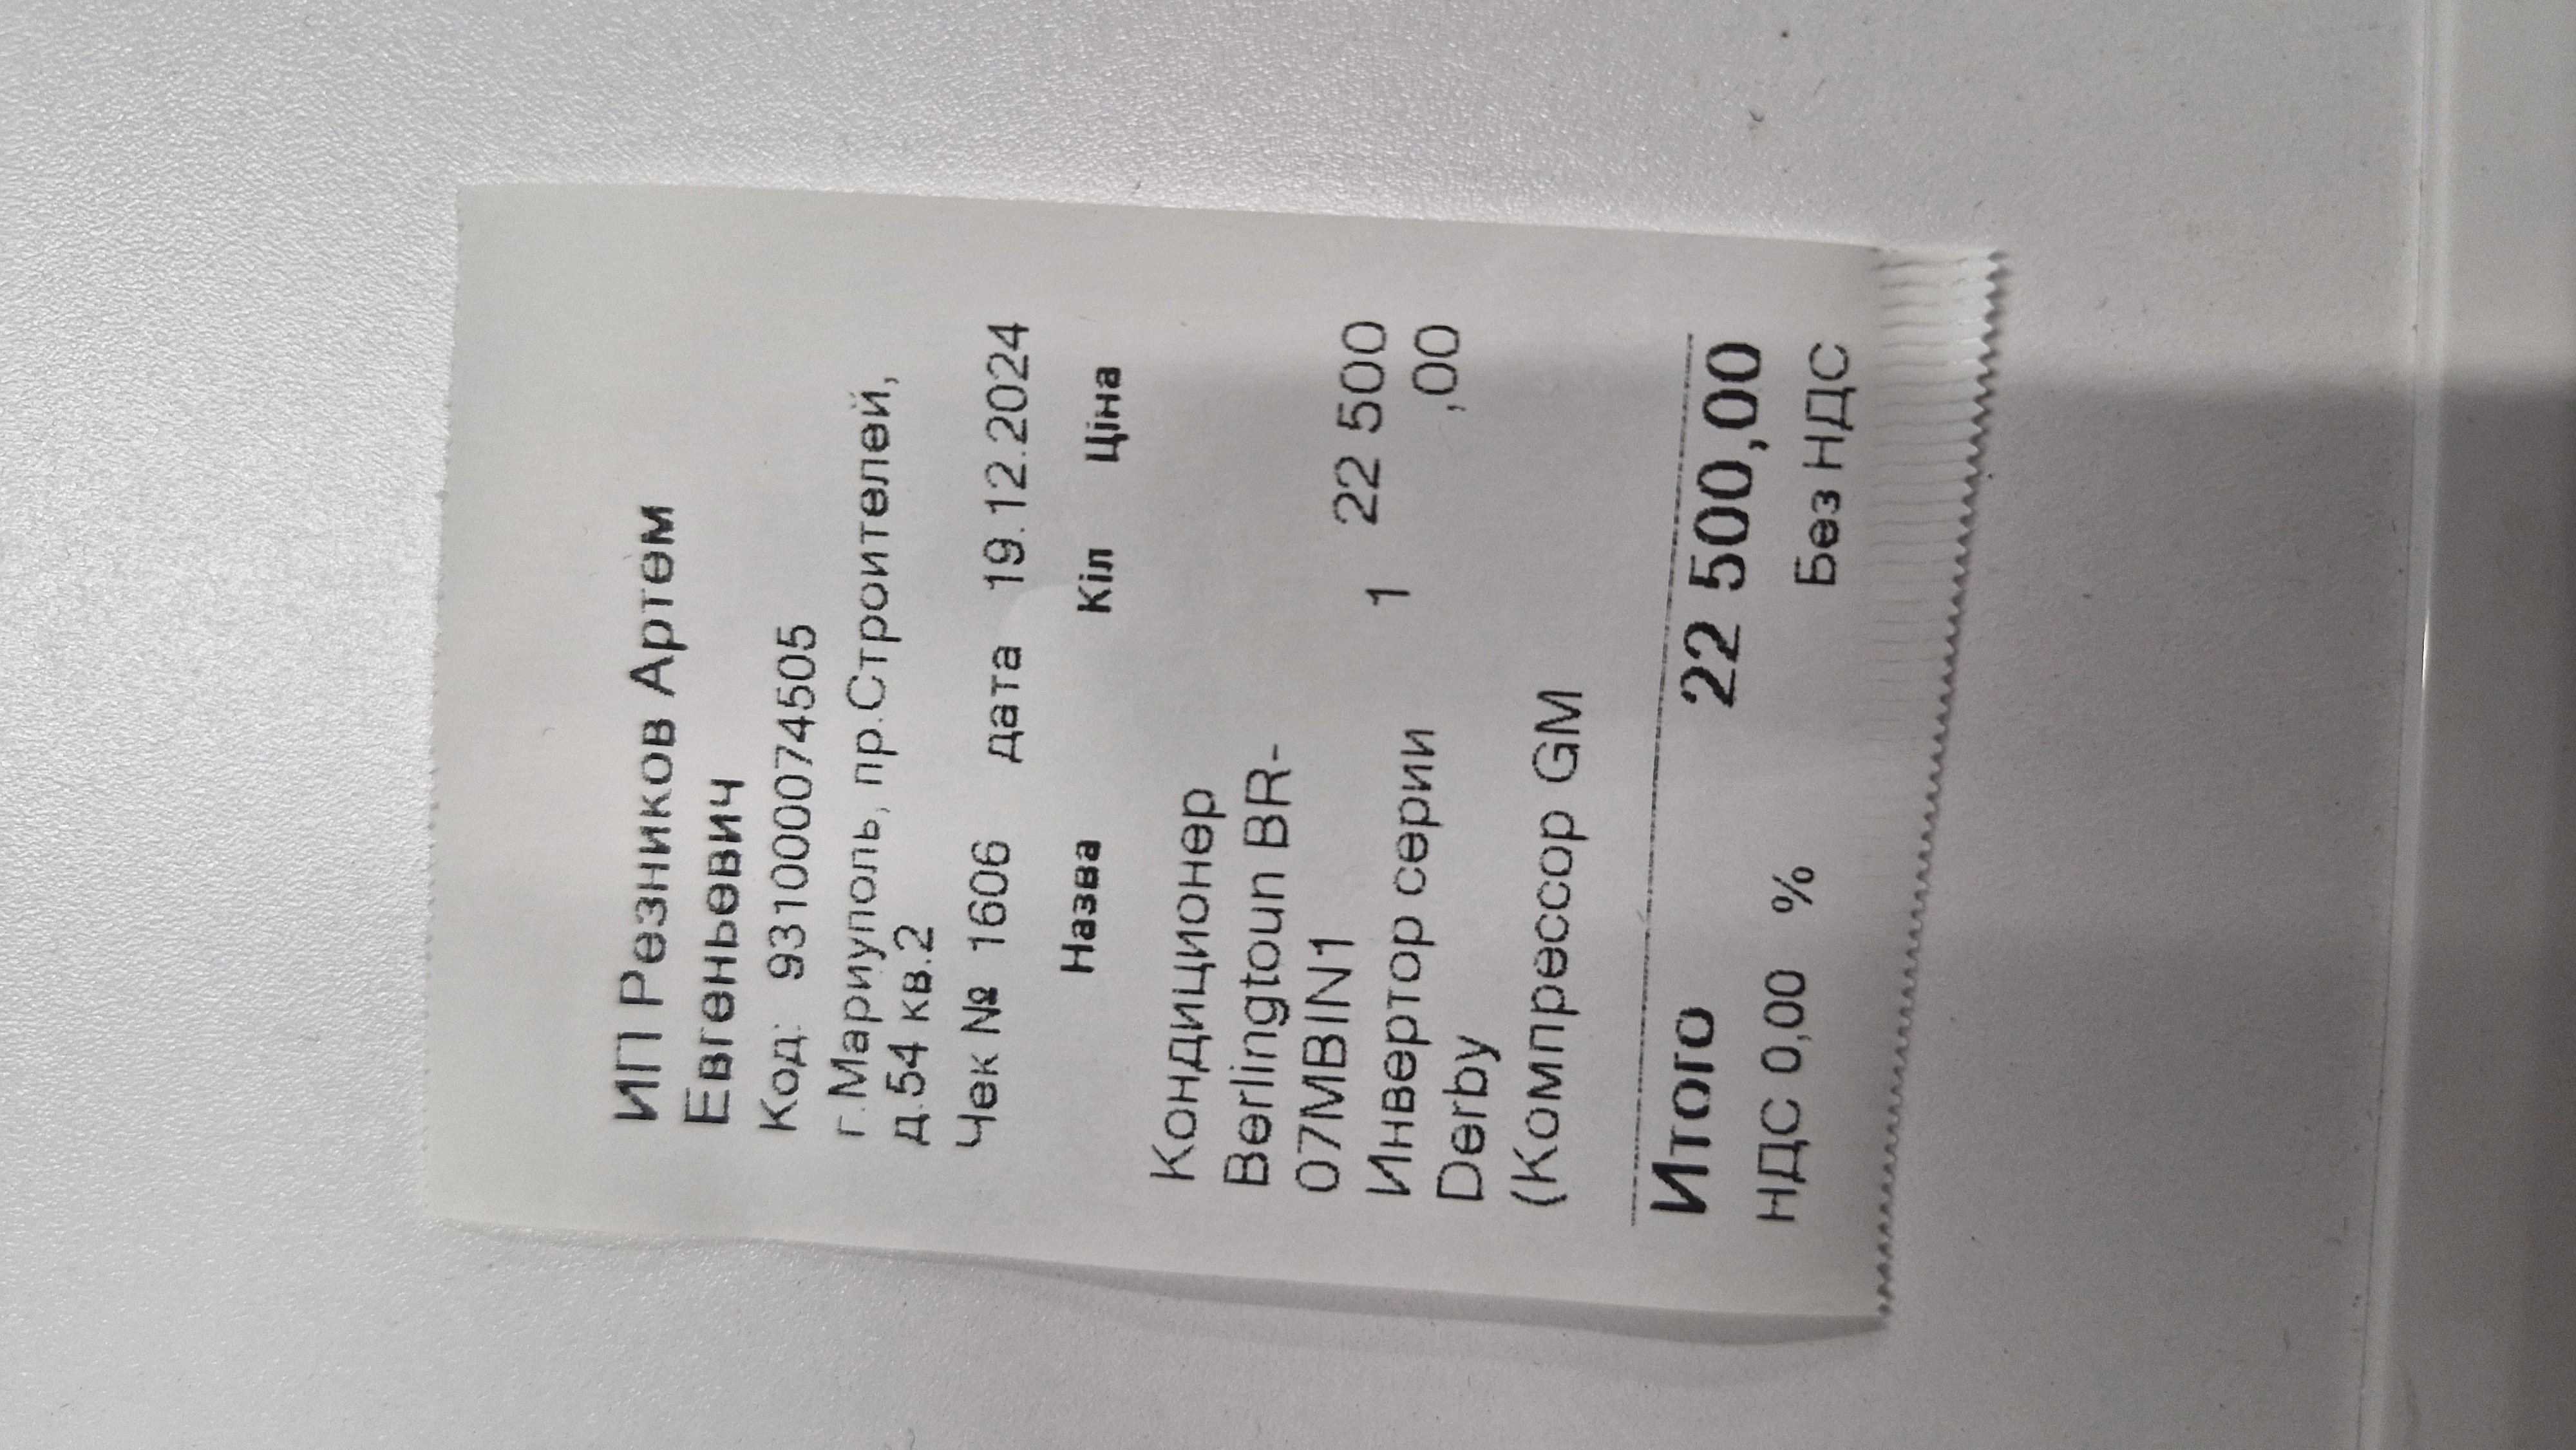 ИП Резников Артем
Евгеньевич
Код: 931000074505
г.Мариуполь, пр.Строителей,
д.54 кв.2
Чек № 1606 дата 19.12.2024
Назва Кіл Ціна
Кондиционер
Berlingtoun BR-
07MBIN1 1 22 500
Инвертор серии ,00
Derby
(Компрессор GM
Итого 22 500,00
НДС 0,00 % Без НДС